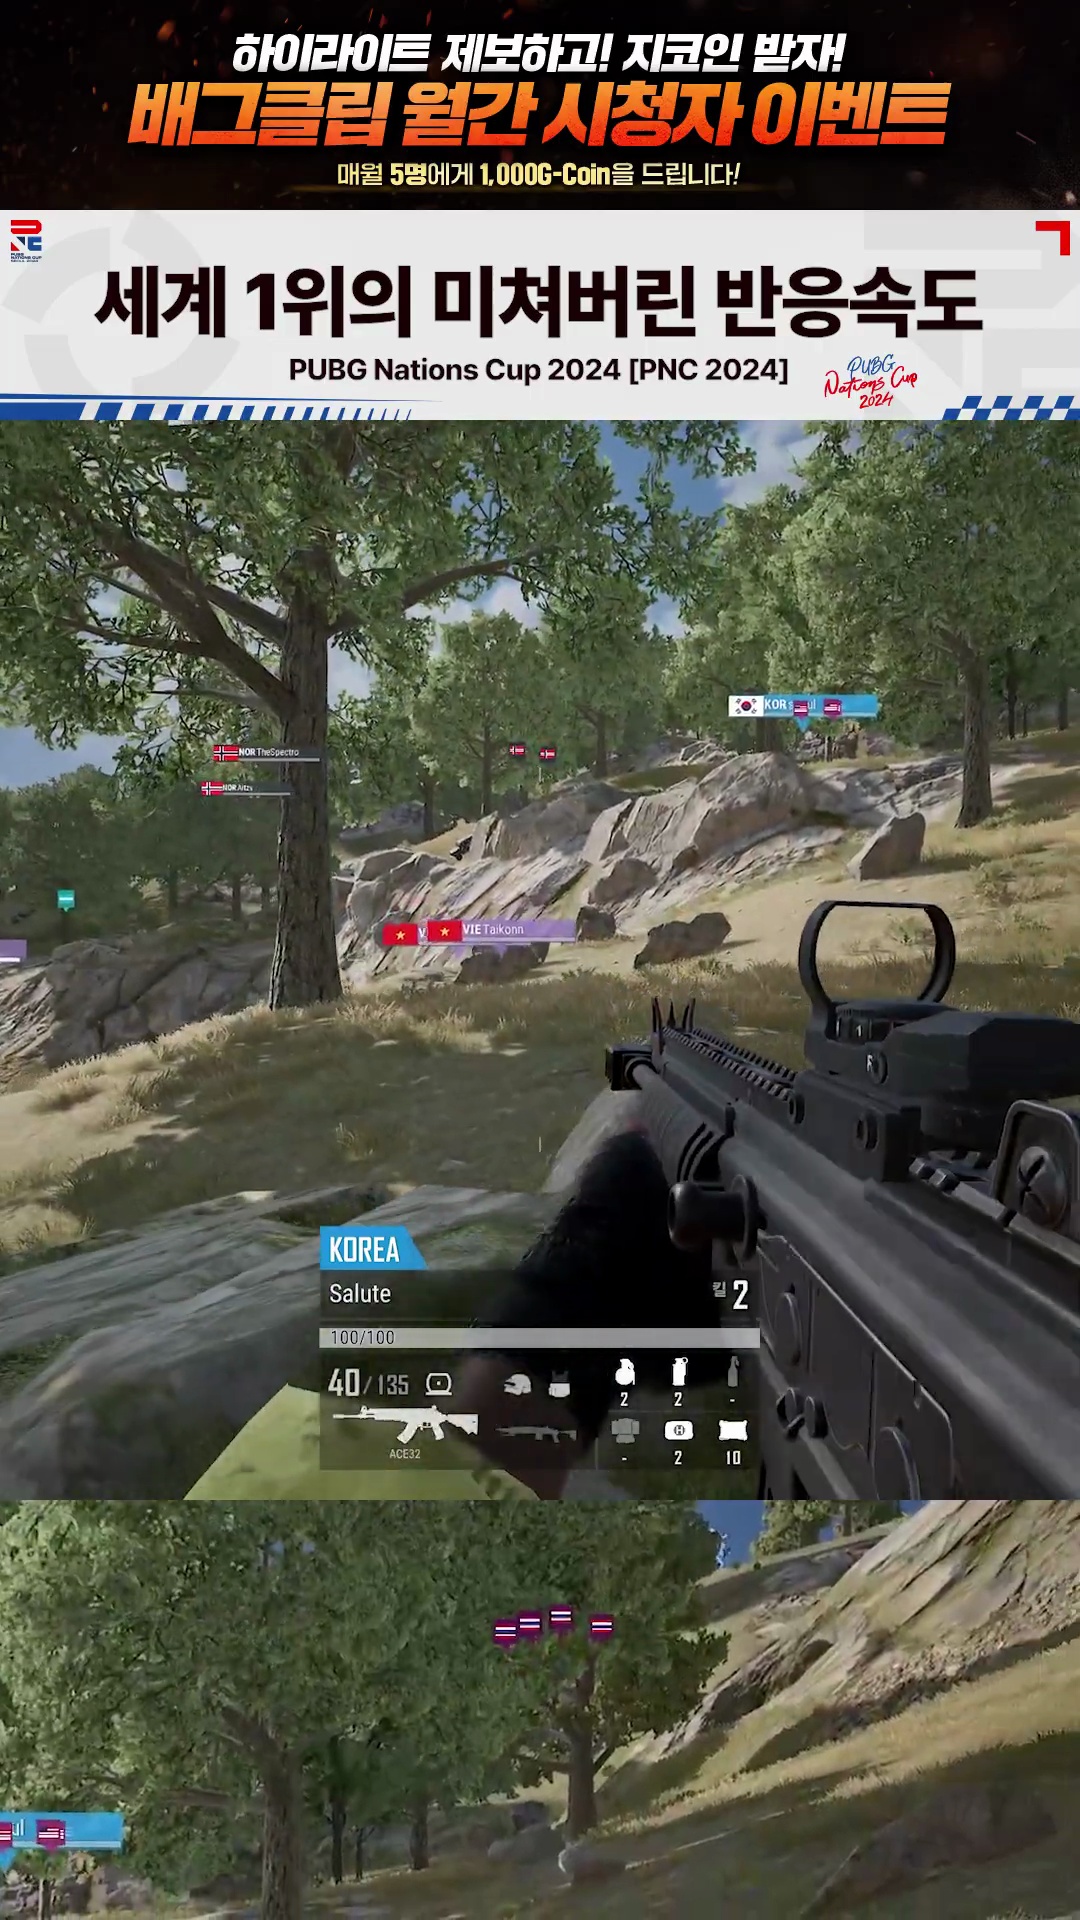 하이라이트 제보하고! 지코인 받자!
배그클립 월간 시청자 이벤트
매월 5명에게 1,000G-Coin을 드립니다!
세계 1위의 미쳐버린 반응속도
PUBG Nations Cup 2024 [PNC 2024]
PUBG
Nations Cup
2024
KOR
NOR TheSpectro
NOR
VIE Taikonn
KOREA
Salute
킬 2
100/100
40/135
2 2 -
ACE32
- 2 10
ul